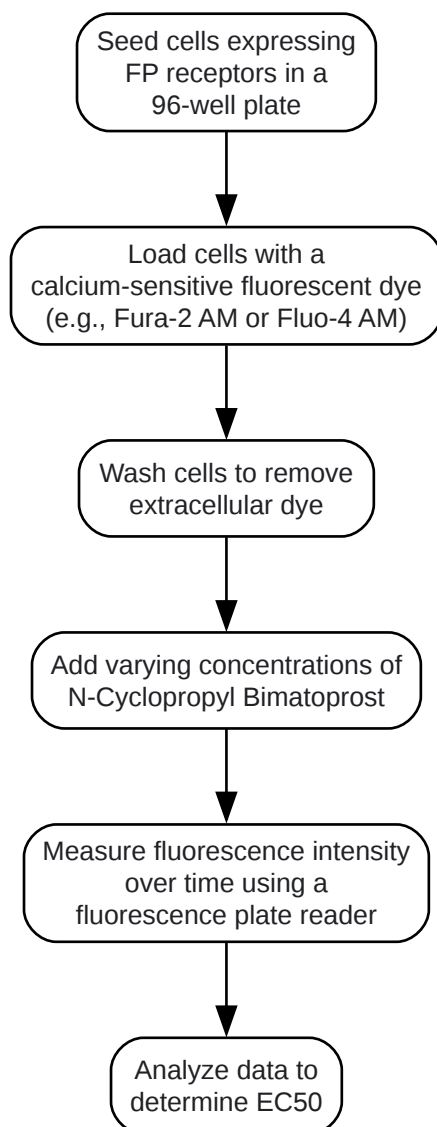 Seed cells expressing
FP receptors in a
96-well plate
Load cells with a
calcium-sensitive fluorescent dye
(e.g., Fura-2 AM or Fluo-4 AM)
Wash cells to remove
extracellular dye
Add varying concentrations of
N-Cyclopropyl Bimatoprost
Measure fluorescence intensity
over time using a
fluorescence plate reader
Analyze data to
determine EC50